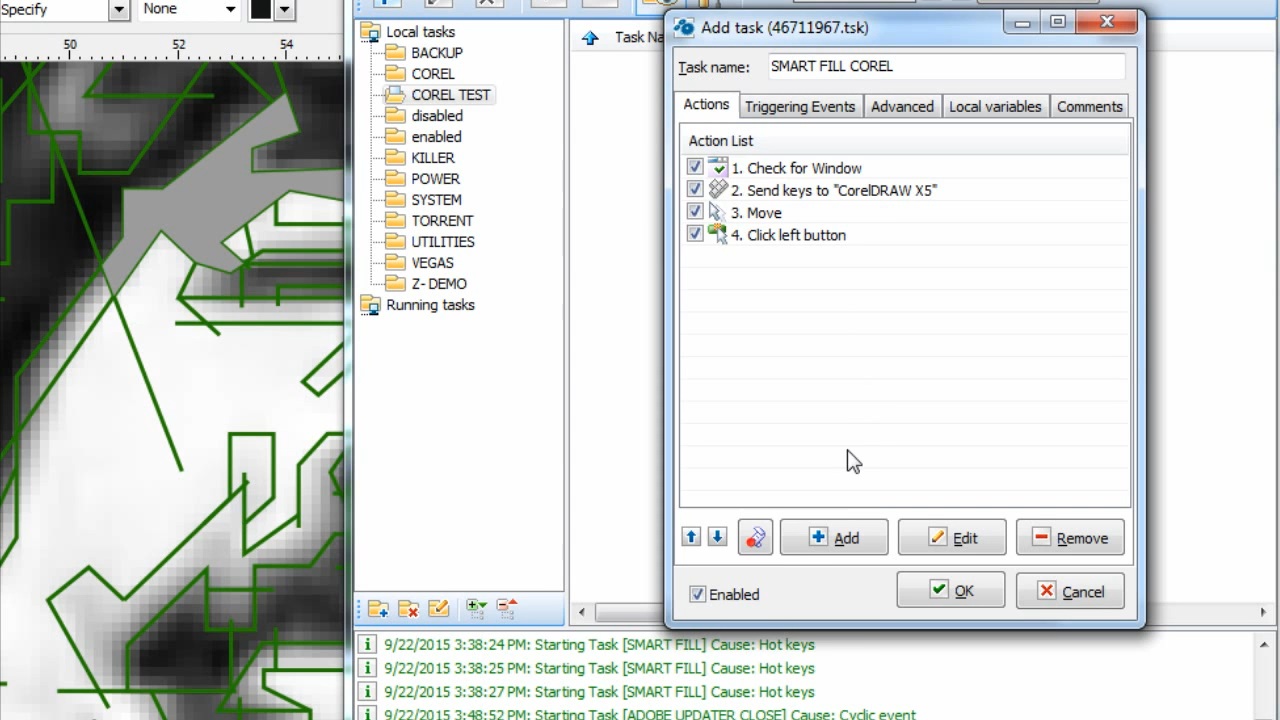 Specify
None
50
52
54
Local tasks
BACKUP
COREL
COREL TEST
disabled
enabled
KILLER
POWER
SYSTEM
TORRENT
UTILITIES
VEGAS
Z- DEMO
Running tasks
Task Na
Add task (46711967.tsk)
Task name:
SMART FILL COREL
Actions
Triggering Events
Advanced
Local variables
Comments
Action List
1. Check for Window
2. Send keys to "CorelDRAW X5"
3. Move
4. Click left button
Add
Edit
Remove
Enabled
OK
Cancel
9/22/2015 3:38:24 PM: Starting Task [SMART FILL] Cause: Hot keys
9/22/2015 3:38:25 PM: Starting Task [SMART FILL] Cause: Hot keys
9/22/2015 3:38:27 PM: Starting Task [SMART FILL] Cause: Hot keys
9/22/2015 3:48:52 PM: Starting Task [ADOBE UPDATER CLOSE] Cause: Cyclic event